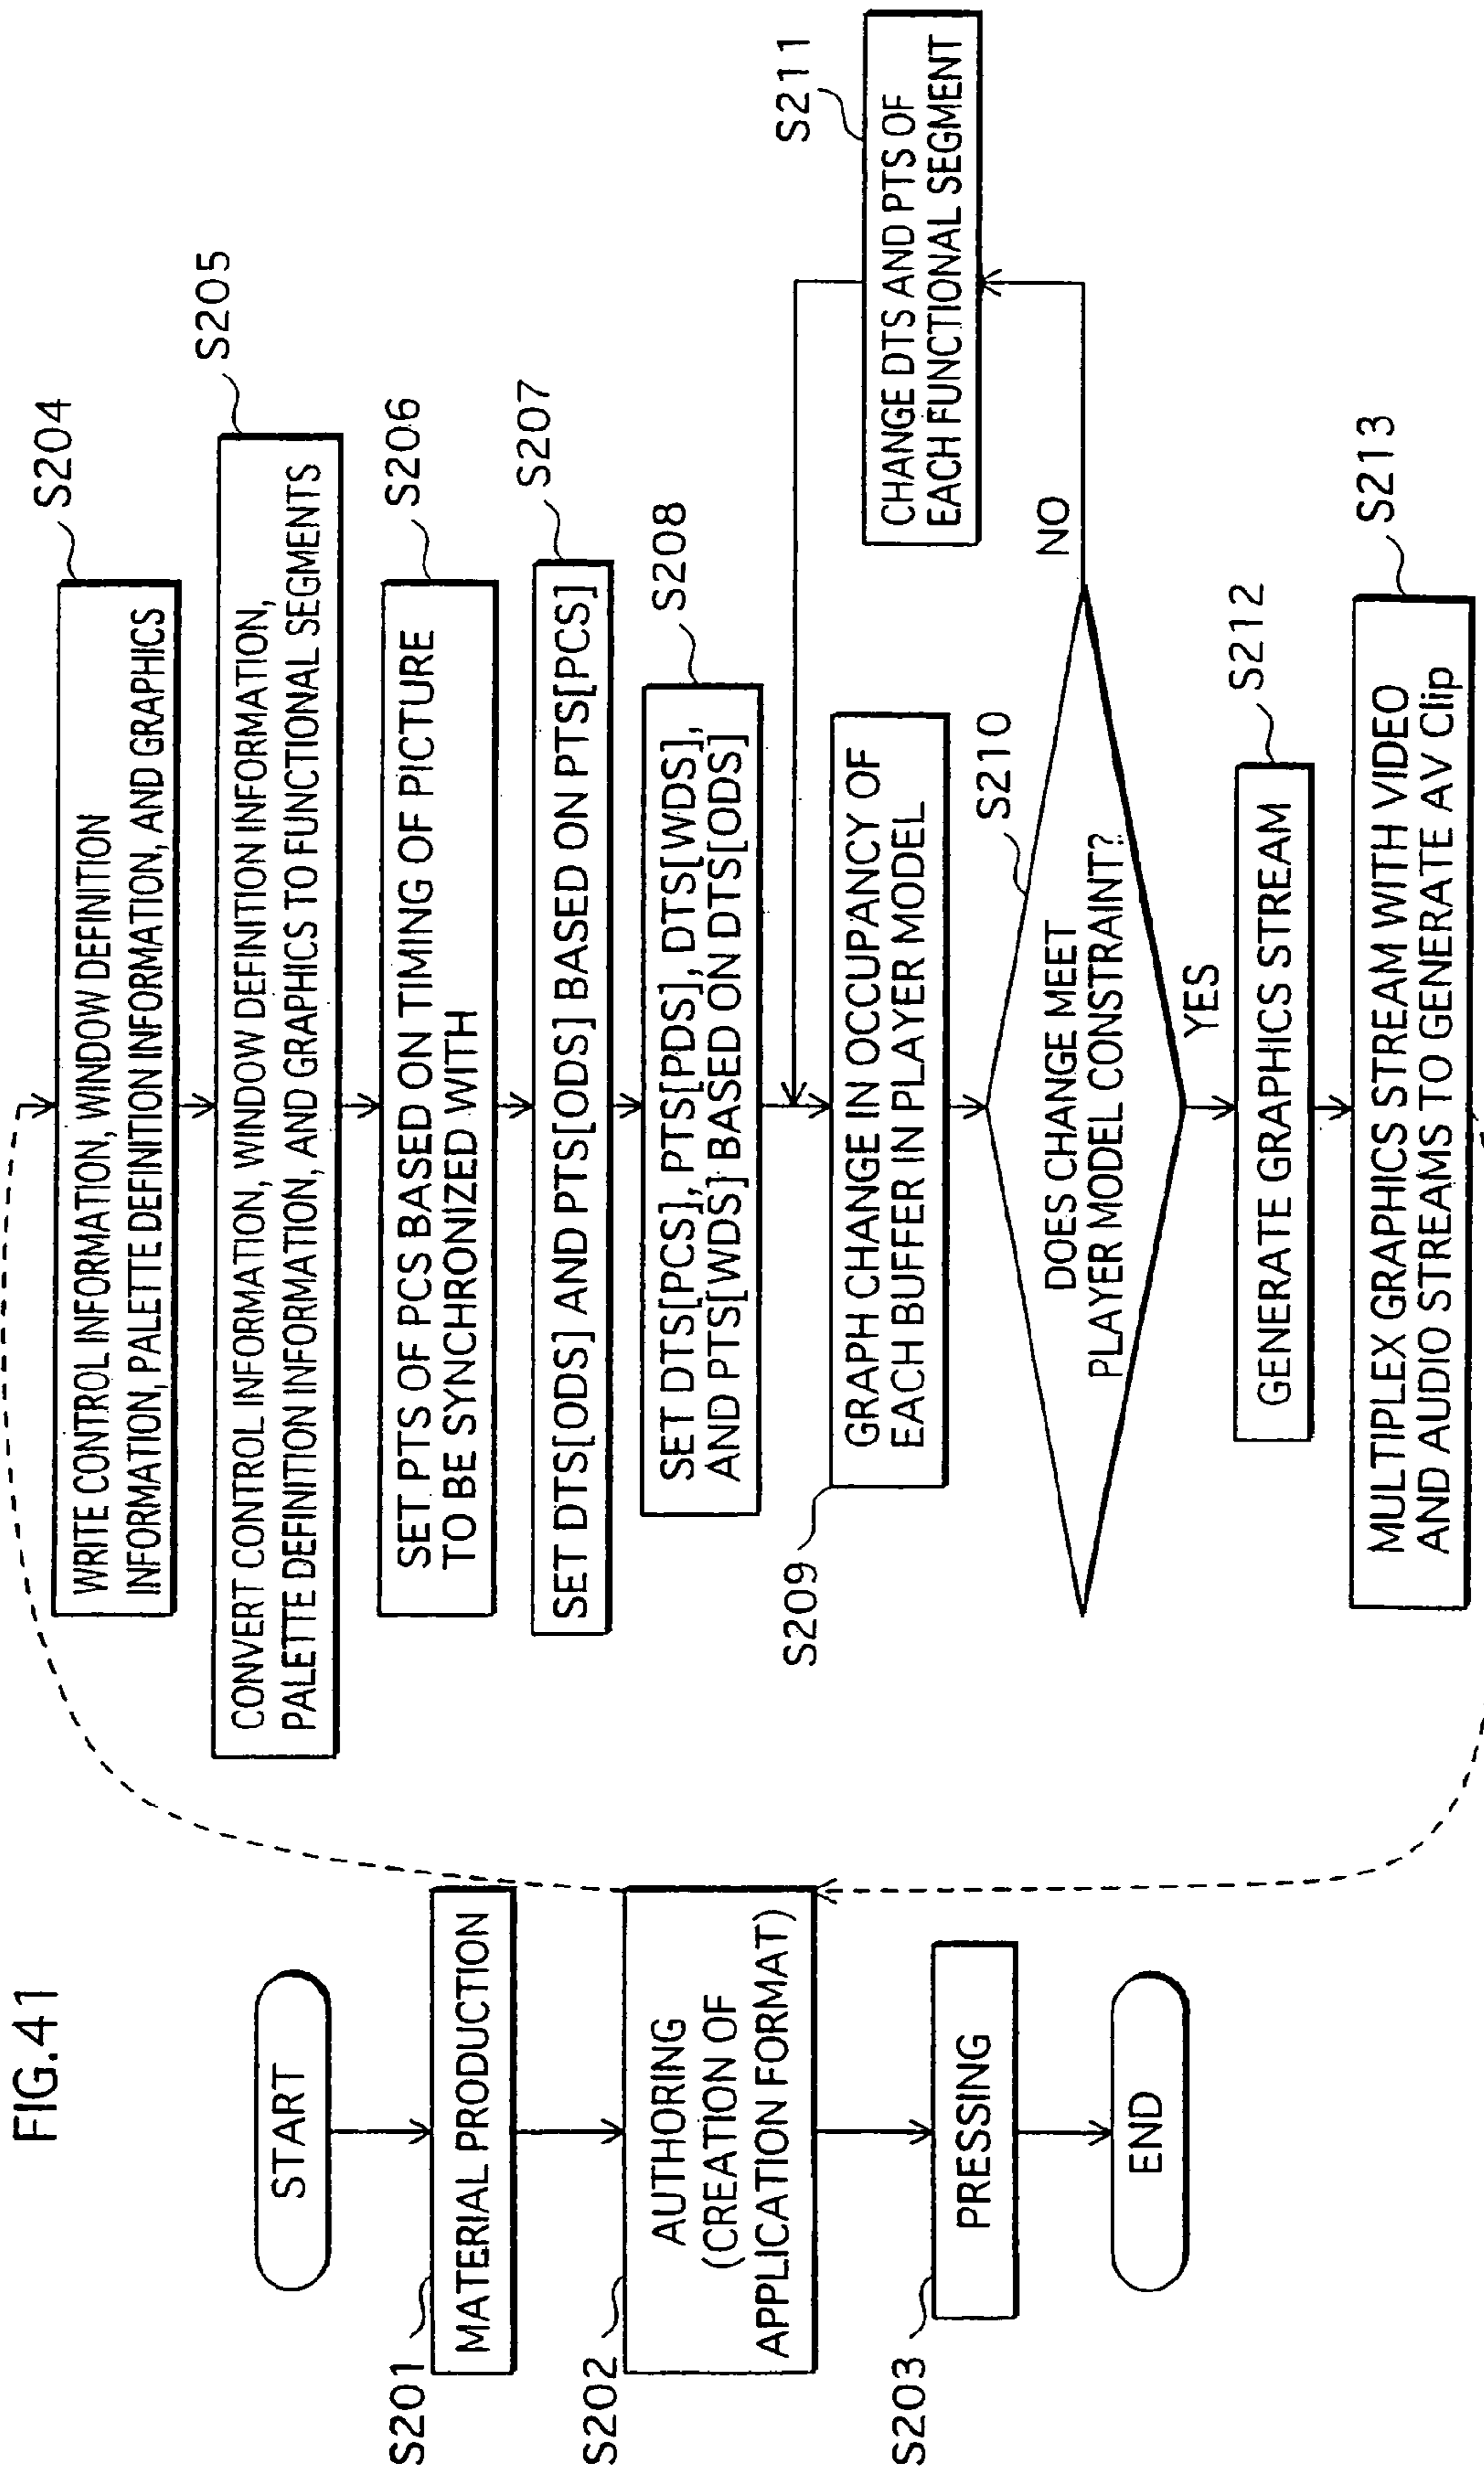 FIG.41
START
S201
MATERIAL PRODUCTION
S202
AUTHORING
(CREATION OF
APPLICATION FORMAT)
S203
PRESSING
END
S204
WRITE CONTROL INFORMATION, WINDOW DEFINITION
INFORMATION, PALETTE DEFINITION INFORMATION, AND GRAPHICS
S205
CONVERT CONTROL INFORMATION, WINDOW DEFINITION INFORMATION,
PALETTE DEFINITION INFORMATION, AND GRAPHICS TO FUNCTIONAL SEGMENTS
S206
SET PTS OF PCS BASED ON TIMING OF PICTURE
TO BE SYNCHRONIZED WITH
S207
SET DTS[ODS] AND PTS[ODS] BASED ON PTS[PCS]
S208
SET DTS[PCS], PTS[PDS], DTS[WDS],
AND PTS[WDS] BASED ON DTS[ODS]
S209
GRAPH CHANGE IN OCCUPANCY OF
EACH BUFFER IN PLAYER MODEL
S210
DOES CHANGE MEET
PLAYER MODEL CONSTRAINT?
NO
S211
CHANGE DTS AND PTS OF
EACH FUNCTIONAL SEGMENT
YES
S212
GENERATE GRAPHICS STREAM
S213
MULTIPLEX GRAPHICS STREAM WITH VIDEO
AND AUDIO STREAMS TO GENERATE AV Clip